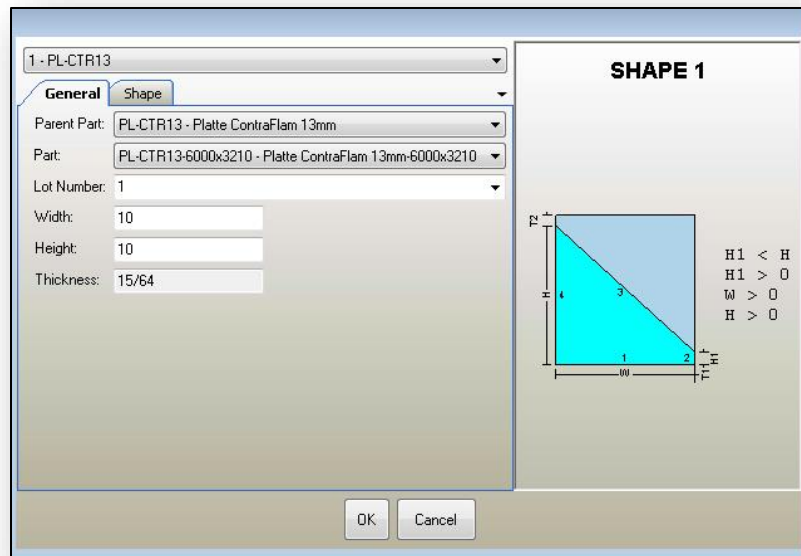 1 - PL-CTR13
General Shape
Parent Part: PL-CTR13 - Platte ContraFlam 13mm
Part: PL-CTR13-6000x3210 - Platte ContraFlam 13mm-6000x3210
Lot Number: 1
Width: 10
Height: 10
Thickness: 15/64
OK Cancel
SHAPE 1
T2
H
4
3
1
2
W
T1
H1
H1 < H
H1 > 0
W > 0
H > 0